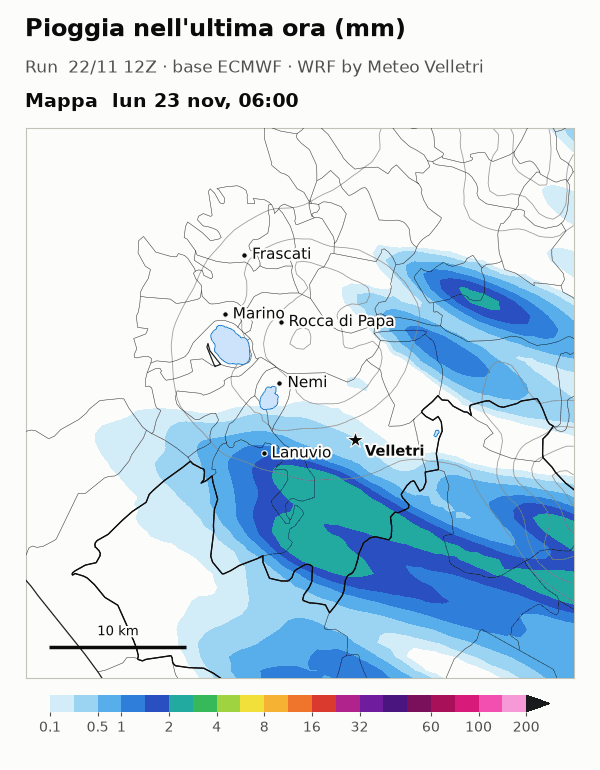 Pioggia nell'ultima ora (mm)
Run  22/11 12Z · base ECMWF · WRF by Meteo Velletri
Mappa  lun 23 nov, 06:00
Frascati
Marino
Rocca di Papa
Nemi
Velletri
Lanuvio
10 km
0.1 0.5 1 2 4 8 16 32 60 100 200